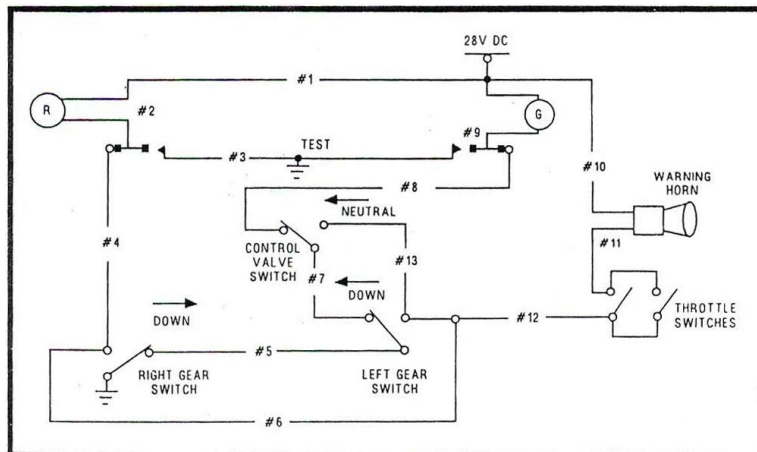 28V DC
#1
R
#2
G
#9
TEST
#3
#10
WARNING
HORN
#8
NEUTRAL
#4
#11
CONTROL
VALVE
SWITCH
#13
#7
DOWN
DOWN
THROTTLE
SWITCHES
#12
#5
RIGHT GEAR
SWITCH
LEFT GEAR
SWITCH
#6